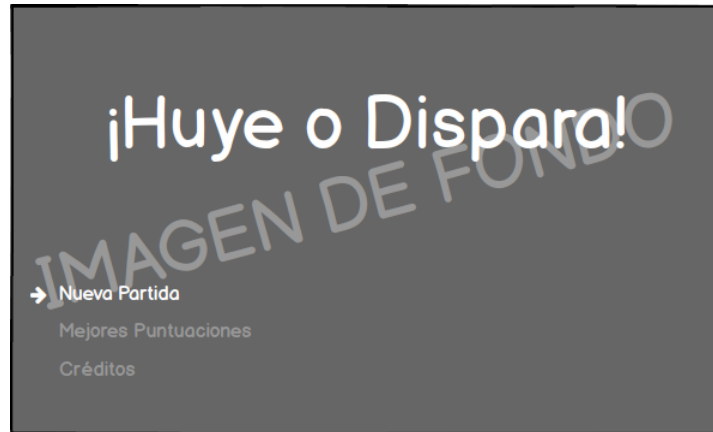 ¡Huye o Dispara!
IMAGEN DE FONDO
Nueva Partida
Mejores Puntuaciones
Créditos